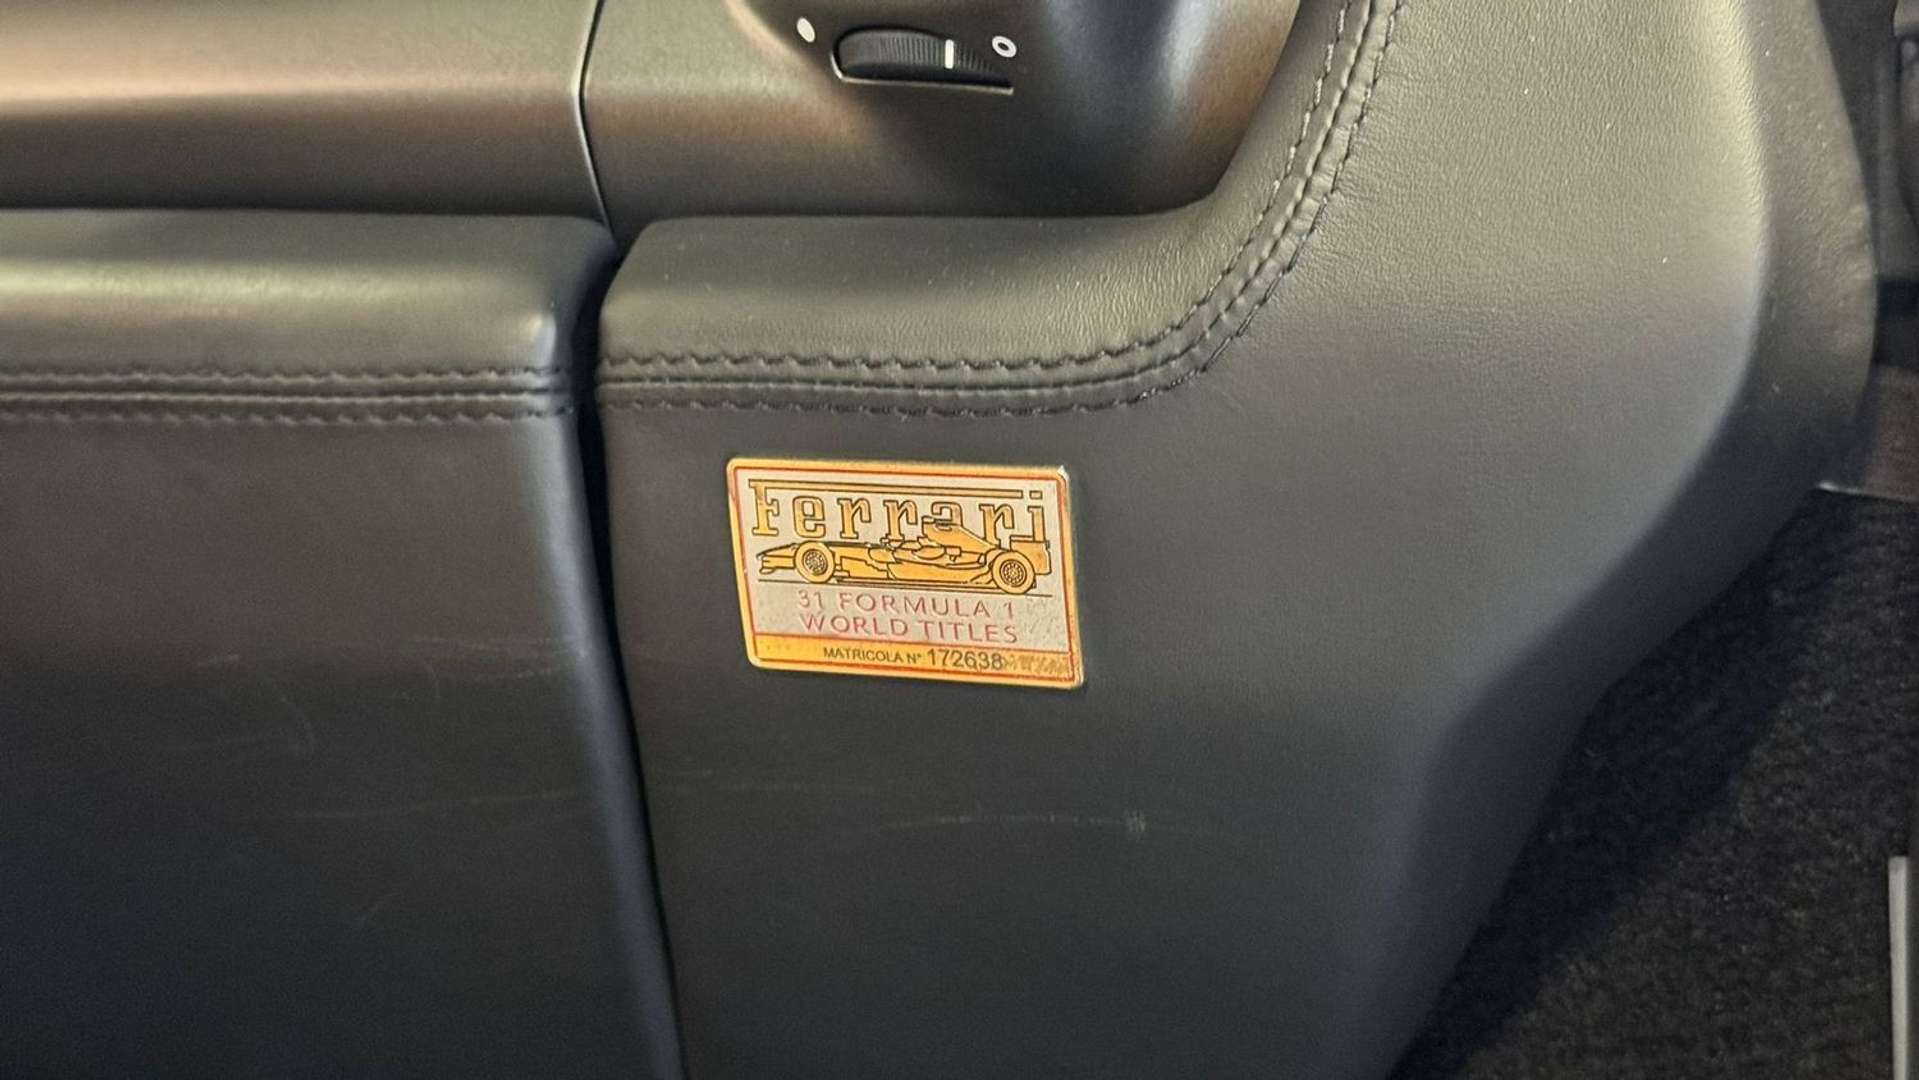 Ferrari
31 FORMULA 1
WORLD TITLES
MATRICOLA N° 172638